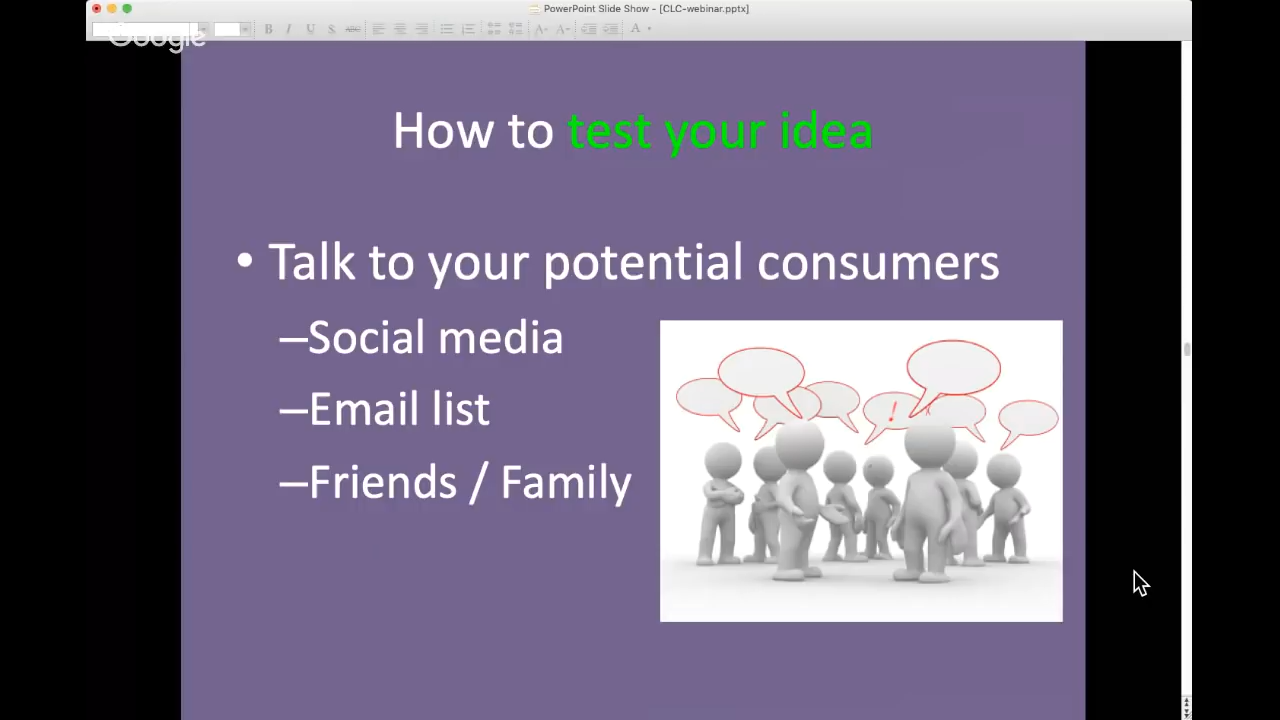 PowerPoint Slide Show - [CLC-webinar.pptx]
B I U S ABC A A A
Google
How to test your idea
• Talk to your potential consumers
–Social media
–Email list
–Friends / Family
!